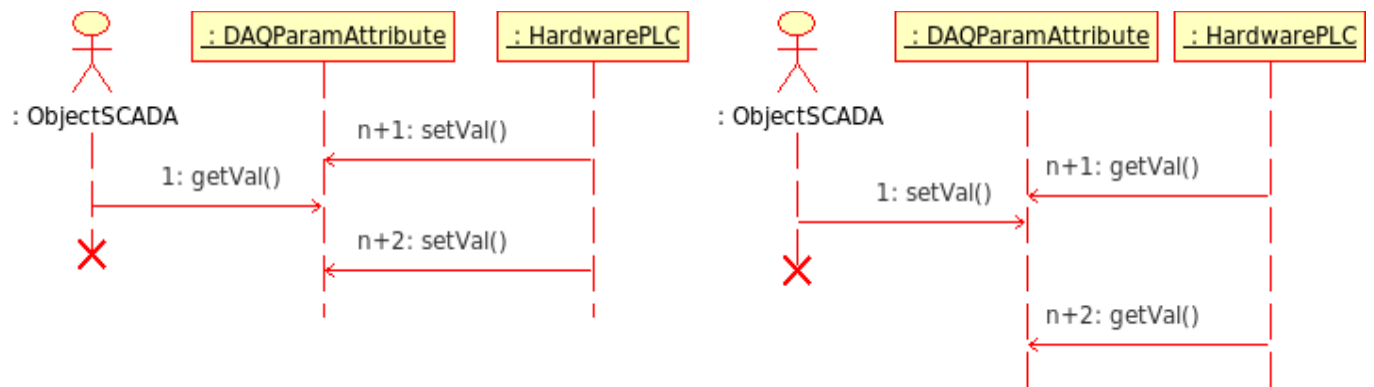 : DAQParamAttribute
: HardwarePLC
: ObjectSCADA
n+1: setVal()
1: getVal()
n+2: setVal()
: DAQParamAttribute
: HardwarePLC
: ObjectSCADA
n+1: getVal()
1: setVal()
n+2: getVal()